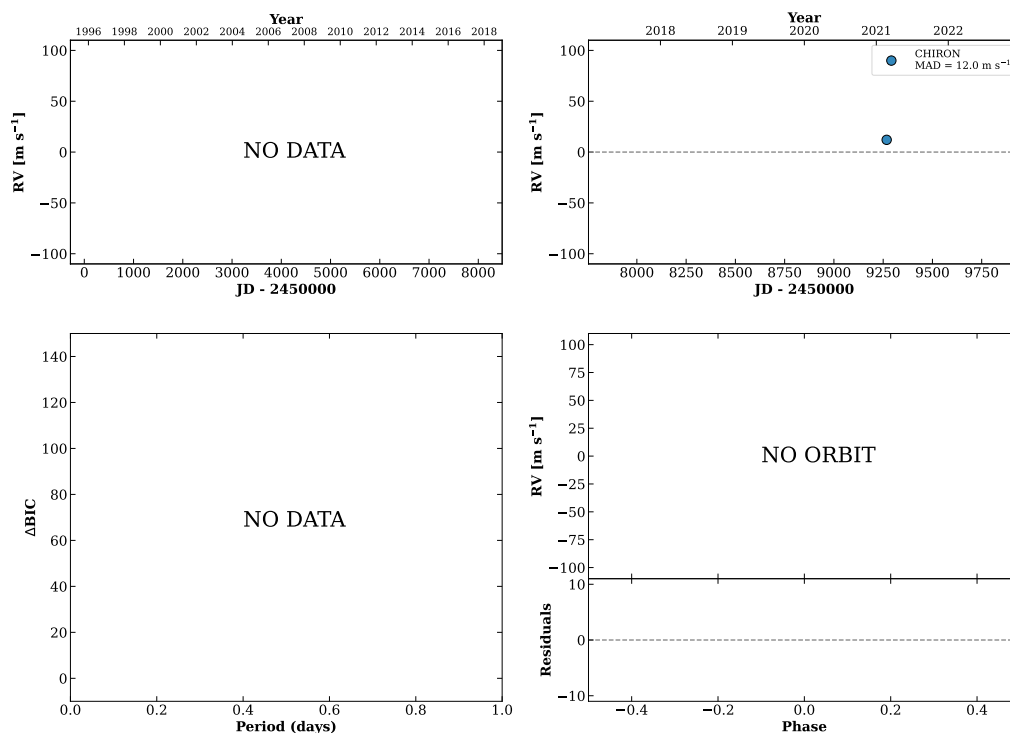 Year
1996 1998 2000 2002 2004 2006 2008 2010 2012 2014 2016 2018
100
50
0
−50
−100
RV [m s⁻¹]
NO DATA
0 1000 2000 3000 4000 5000 6000 7000 8000
JD - 2450000
Year
2018 2019 2020 2021 2022
CHIRON
MAD = 12.0 m s⁻¹
100
50
0
−50
−100
RV [m s⁻¹]
8000 8250 8500 8750 9000 9250 9500 9750
JD - 2450000
140
120
100
80
60
40
20
0
ΔBIC
NO DATA
0.0 0.2 0.4 0.6 0.8 1.0
Period (days)
100
75
50
25
0
−25
−50
−75
−100
RV [m s⁻¹]
NO ORBIT
10
0
−10
Residuals
−0.4 −0.2 0.0 0.2 0.4
Phase